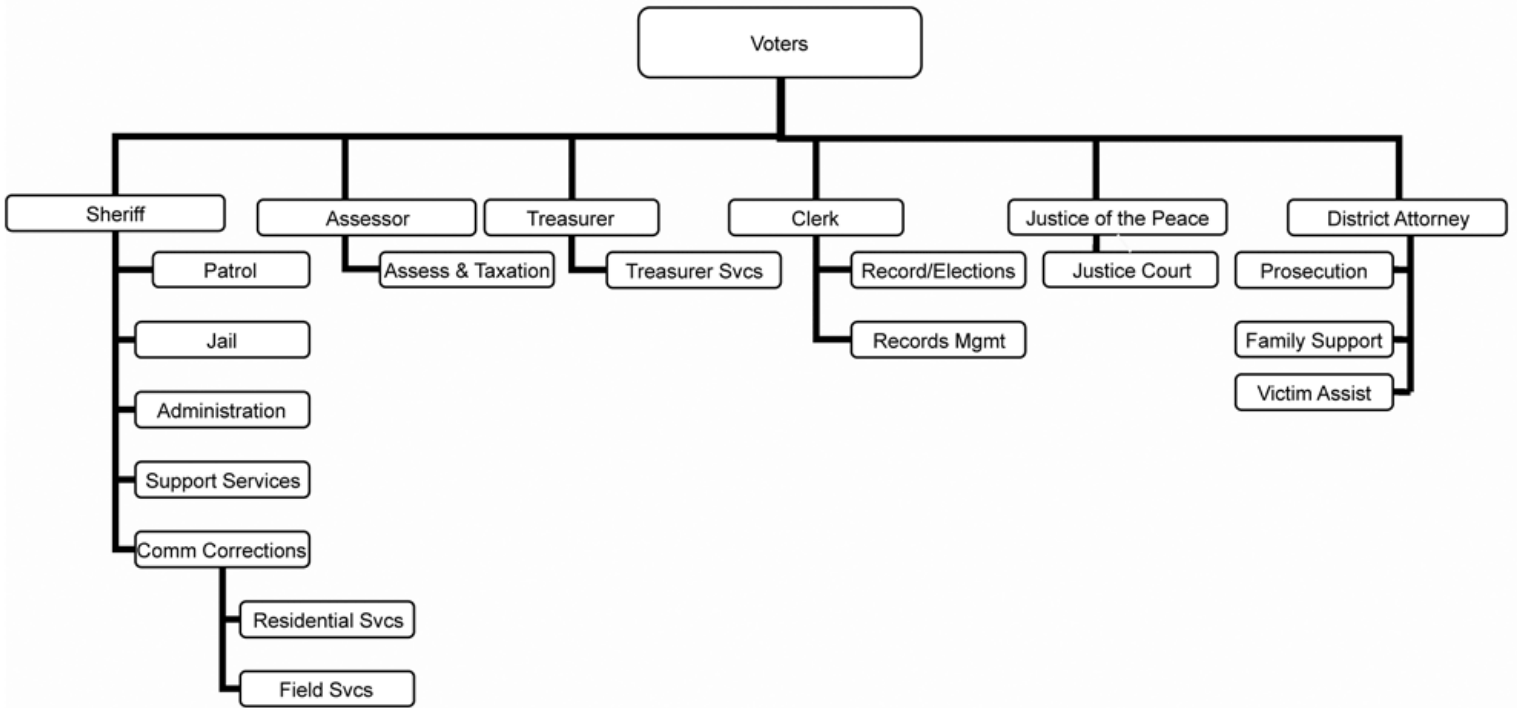 Voters
Sheriff
Assessor
Treasurer
Clerk
Justice of the Peace
District Attorney
Patrol
Assess & Taxation
Treasurer Svcs
Record/Elections
Justice Court
Prosecution
Jail
Records Mgmt
Family Support
Victim Assist
Administration
Support Services
Comm Corrections
Residential Svcs
Field Svcs